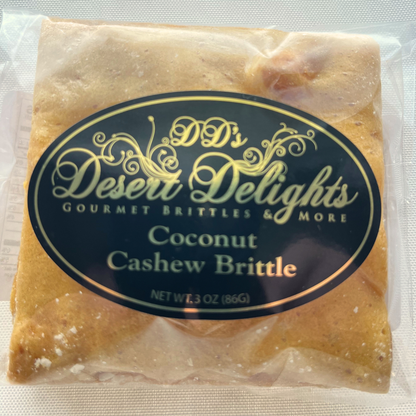 DD's
Desert Delights
Gourmet Brittles & More
Coconut
Cashew Brittle
NET WT. 3 OZ (86G)